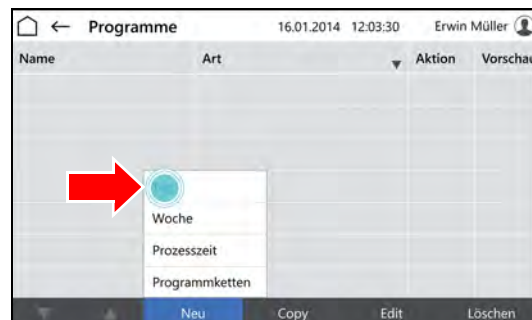 Programme 16.01.2014 12:03:30 Erwin Müller
Name Art Aktion Vorschau
Woche
Prozesszeit
Programmketten
Neu Copy Edit Löschen